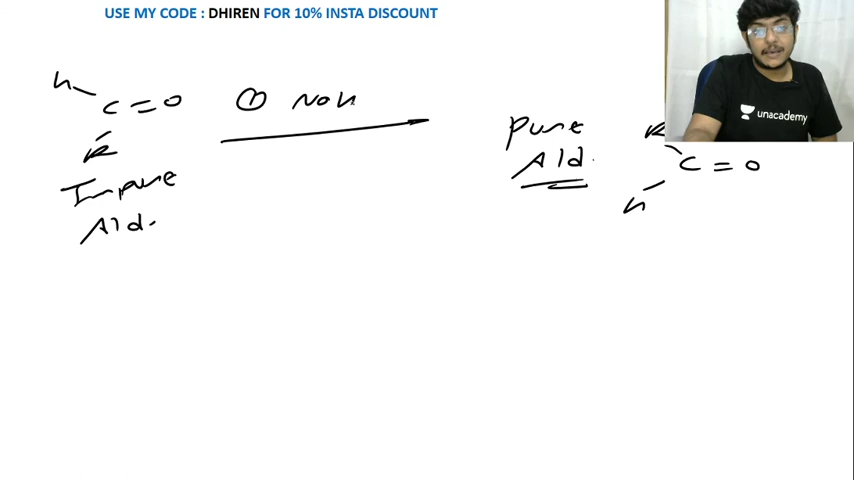 USE MY CODE : DHIREN FOR 10% INSTA DISCOUNT
unacademy
H
C = O
R
① NaH
Impure
Ald.
Pure
Ald.
R
C = O
H